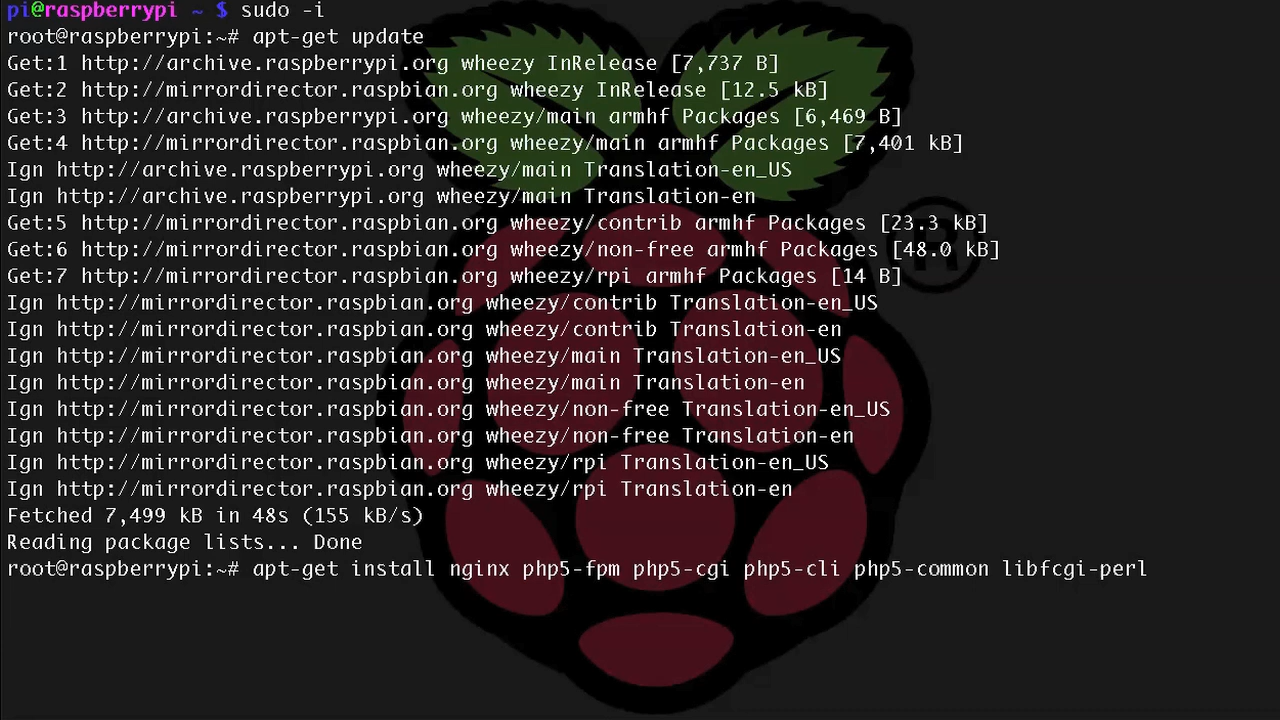 pi@raspberrypi ~ $ sudo -i
root@raspberrypi:~# apt-get update
Get:1 http://archive.raspberrypi.org wheezy InRelease [7,737 B]
Get:2 http://mirrordirector.raspbian.org wheezy InRelease [12.5 kB]
Get:3 http://archive.raspberrypi.org wheezy/main armhf Packages [6,469 B]
Get:4 http://mirrordirector.raspbian.org wheezy/main armhf Packages [7,401 kB]
Ign http://archive.raspberrypi.org wheezy/main Translation-en_US
Ign http://archive.raspberrypi.org wheezy/main Translation-en
Get:5 http://mirrordirector.raspbian.org wheezy/contrib armhf Packages [23.3 kB]
Get:6 http://mirrordirector.raspbian.org wheezy/non-free armhf Packages [48.0 kB]
Get:7 http://mirrordirector.raspbian.org wheezy/rpi armhf Packages [14 B]
Ign http://mirrordirector.raspbian.org wheezy/contrib Translation-en_US
Ign http://mirrordirector.raspbian.org wheezy/contrib Translation-en
Ign http://mirrordirector.raspbian.org wheezy/main Translation-en_US
Ign http://mirrordirector.raspbian.org wheezy/main Translation-en
Ign http://mirrordirector.raspbian.org wheezy/non-free Translation-en_US
Ign http://mirrordirector.raspbian.org wheezy/non-free Translation-en
Ign http://mirrordirector.raspbian.org wheezy/rpi Translation-en_US
Ign http://mirrordirector.raspbian.org wheezy/rpi Translation-en
Fetched 7,499 kB in 48s (155 kB/s)
Reading package lists... Done
root@raspberrypi:~# apt-get install nginx php5-fpm php5-cgi php5-cli php5-common libfcgi-perl
®